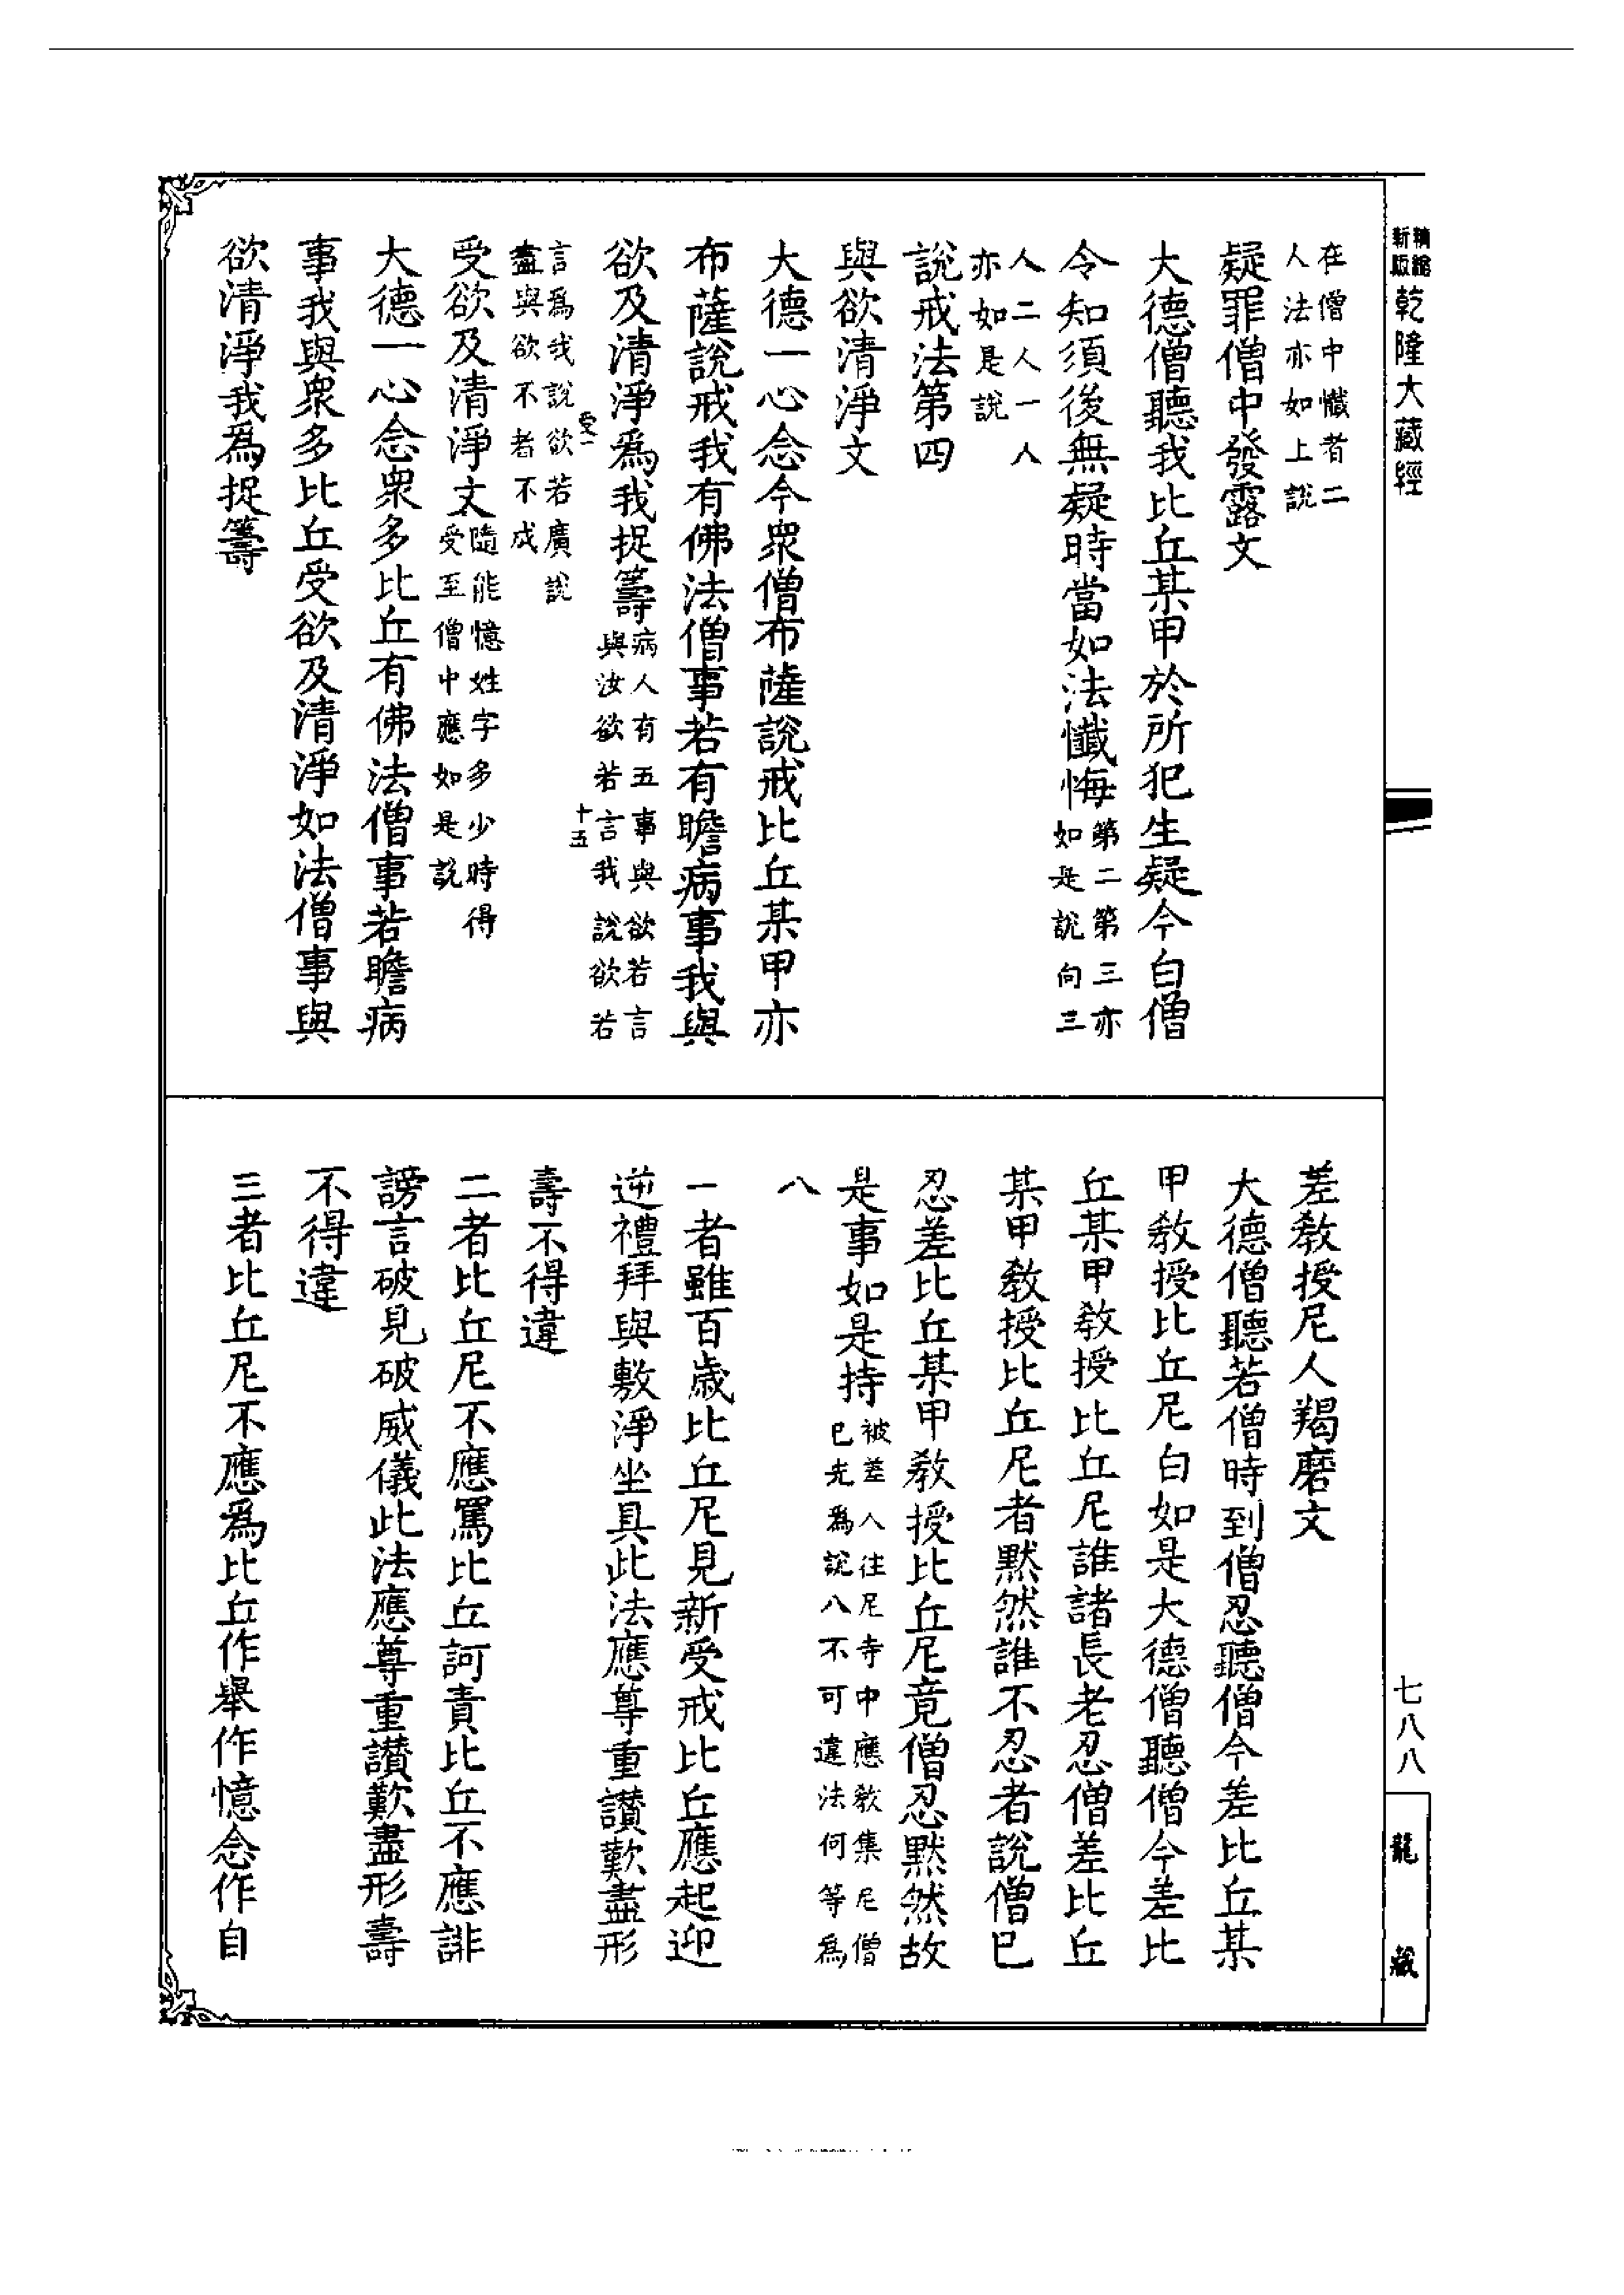 新版 精縮 乾隆大藏經
在僧中懺者二
人法亦如上說
疑罪僧中發露文
大德僧聽我比丘某甲於所犯生疑今白僧
令知須後無疑時當如法懺悔第二第三亦
如是說向三
人二人一人
亦如是說
說戒法第四
與欲清淨文
大德一心念今衆僧布薩說戒比丘某甲亦
布薩說戒我有佛法僧事若有瞻病事我與
欲及清淨爲我捉籌病人有五事與欲若言
與汝欲若言我說欲若
受一
十五
言爲我說欲若廣說
盡與欲不者不成
受欲及清淨文隨能憶姓字多少時得
受至僧中應如是說
大德一心念衆多比丘有佛法僧事若瞻病
事我與衆多比丘受欲及清淨如法僧事與
欲清淨我爲捉籌
差敎授尼人羯磨文
大德僧聽若僧時到僧忍聽僧今差比丘某
甲敎授比丘尼白如是大德僧聽僧今差比
丘某甲敎授比丘尼誰諸長老忍僧差比丘
某甲敎授比丘尼者默然誰不忍者說僧已
忍差比丘某甲敎授比丘尼竟僧忍默然故
是事如是持被差人往尼寺中應敎集尼僧
已先爲說八不可違法何等爲
八
一者雖百歲比丘尼見新受戒比丘應起迎
逆禮拜與敷淨坐具此法應尊重讚歎盡形
壽不得違
二者比丘尼不應罵比丘訶責比丘不應誹
謗言破見破威儀此法應尊重讚歎盡形壽
不得違
三者比丘尼不應爲比丘作舉作憶念作自
七八八
龍藏